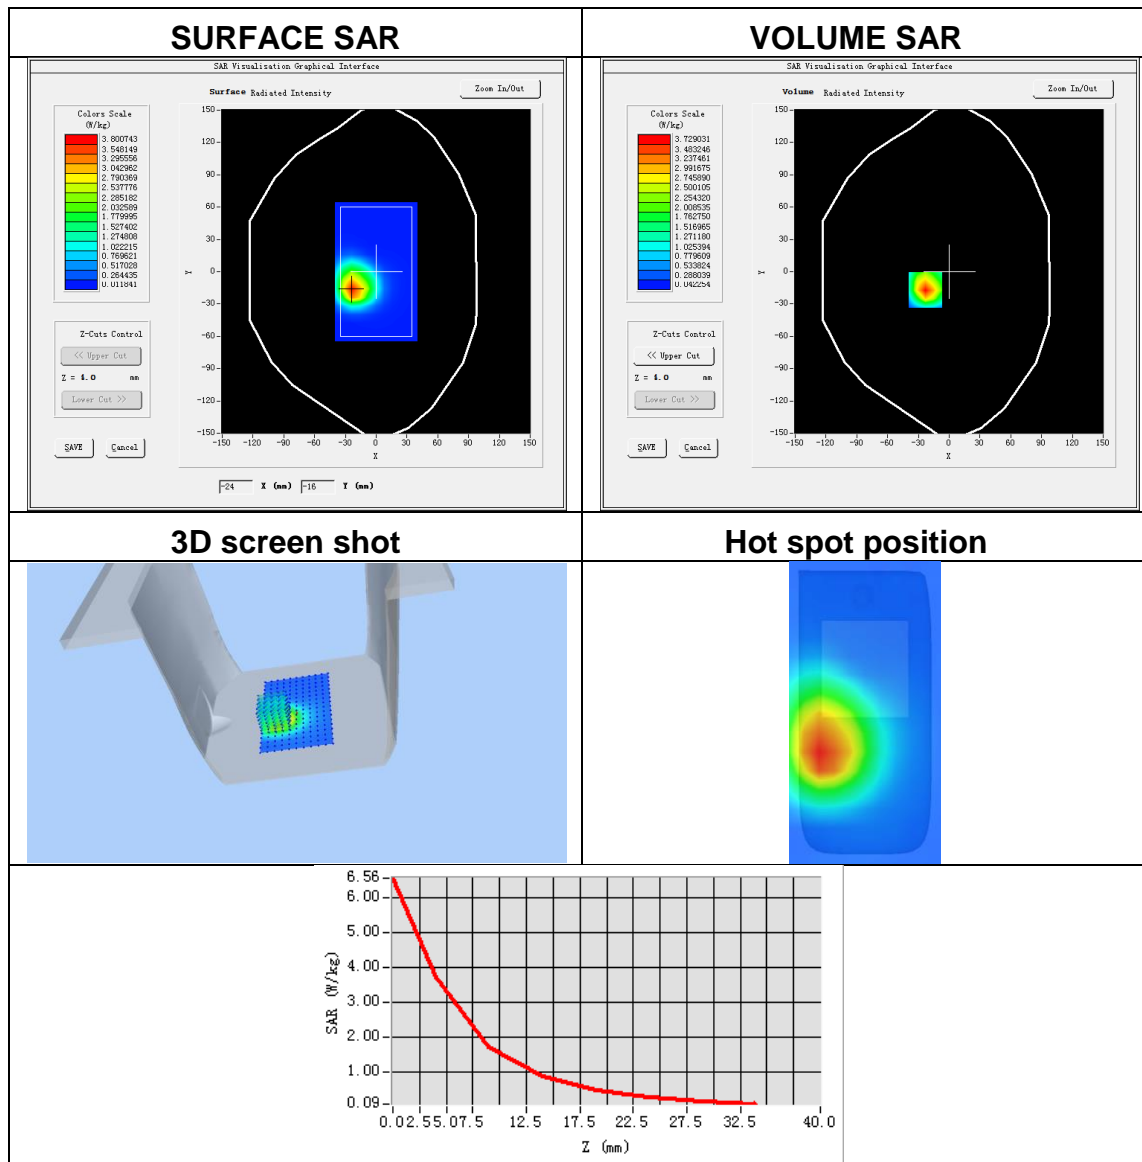 SURFACE SAR
VOLUME SAR
SAR Visualisation Graphical Interface
Surface Radiated Intensity
Zoom In/Out
Colors Scale
(W/kg)
3.800743
3.548149
3.295556
3.042962
2.790369
2.537776
2.285182
2.032589
1.779995
1.527402
1.274808
1.022215
0.769621
0.517028
0.264435
0.011841
Z-Cuts Control
<< Upper Cut
Z = 4.0 mm
Lower Cut >>
SAVE
Cancel
150
120
90
60
30
0
-30
-60
-90
-120
-150
Y
-150 -120 -90 -60 -30 0 30 60 90 120 150
X
-24 X (mm) -16 Y (mm)
SAR Visualisation Graphical Interface
Volume Radiated Intensity
Zoom In/Out
Colors Scale
(W/kg)
3.729031
3.483246
3.237461
2.991675
2.745890
2.500105
2.254320
2.008535
1.762750
1.516965
1.271180
1.025394
0.779609
0.533824
0.288039
0.042254
Z-Cuts Control
<< Upper Cut
Z = 4.0 mm
Lower Cut >>
SAVE
Cancel
150
120
90
60
30
0
-30
-60
-90
-120
-150
Y
-150 -120 -90 -60 -30 0 30 60 90 120 150
X
3D screen shot
Hot spot position
6.56
6.00
5.00
4.00
3.00
2.00
1.00
0.09
SAR (W/kg)
0.0 2.5 5.0 7.5 12.5 17.5 22.5 27.5 32.5 40.0
Z (mm)